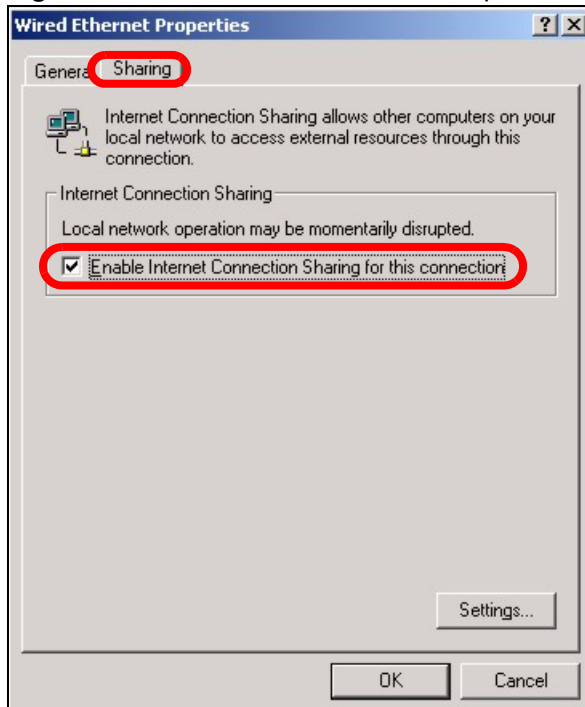 Wired Ethernet Properties
General
Sharing
Internet Connection Sharing allows other computers on your
local network to access external resources through this
connection.
Internet Connection Sharing
Local network operation may be momentarily disrupted.
Enable Internet Connection Sharing for this connection
Settings...
OK
Cancel